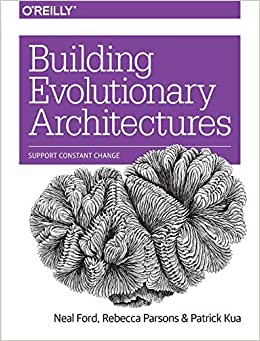 O'REILLY®
Building
Evolutionary
Architectures
SUPPORT CONSTANT CHANGE
Neal Ford, Rebecca Parsons & Patrick Kua